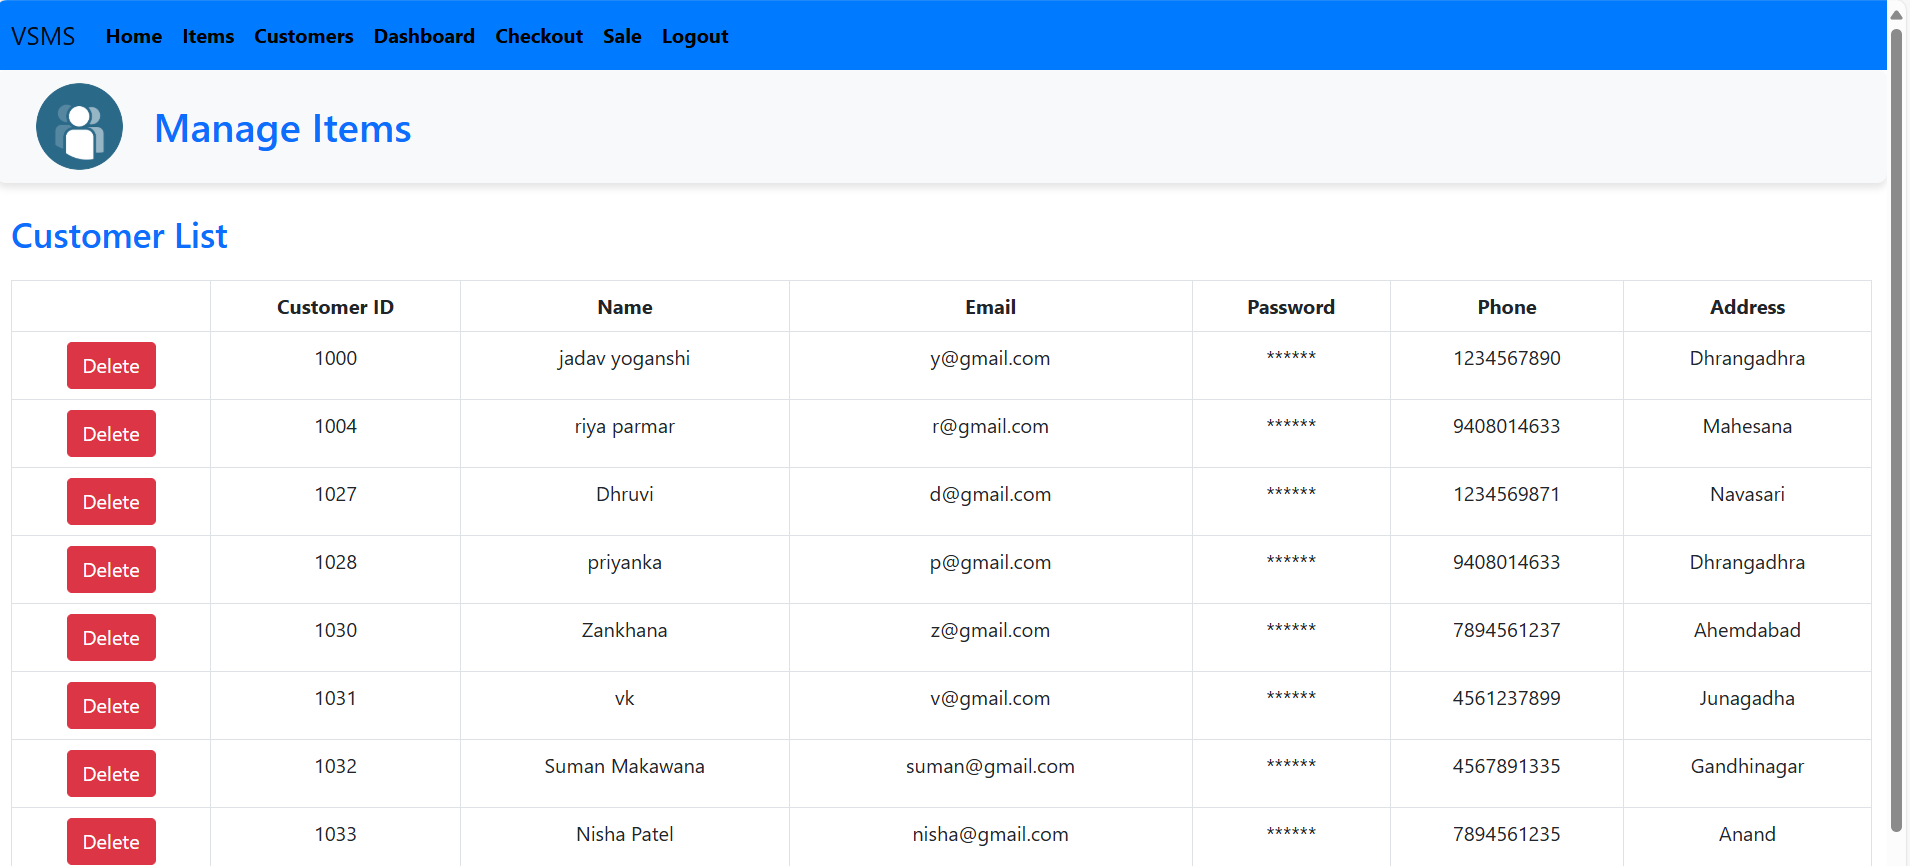 VSMS Home Items Customers Dashboard Checkout Sale Logout
Manage Items
Customer List
Customer ID Name Email Password Phone Address
Delete 1000 jadav yoganshi y@gmail.com ****** 1234567890 Dhrangadhra
Delete 1004 riya parmar r@gmail.com ****** 9408014633 Mahesana
Delete 1027 Dhruvi d@gmail.com ****** 1234569871 Navasari
Delete 1028 priyanka p@gmail.com ****** 9408014633 Dhrangadhra
Delete 1030 Zankhana z@gmail.com ****** 7894561237 Ahemdabad
Delete 1031 vk v@gmail.com ****** 4561237899 Junagadha
Delete 1032 Suman Makawana suman@gmail.com ****** 4567891335 Gandhinagar
Delete 1033 Nisha Patel nisha@gmail.com ****** 7894561235 Anand